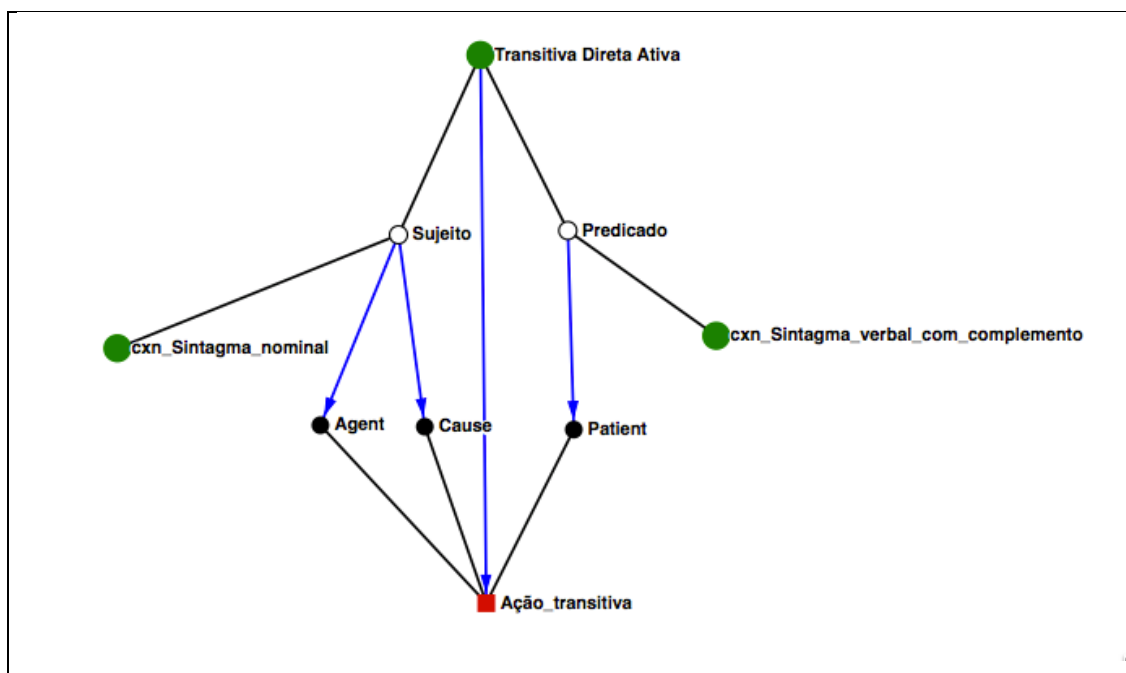 Transitiva Direta Ativa
Sujeito
Predicado
cxn_Sintagma_nominal
cxn_Sintagma_verbal_com_complemento
Agent
Cause
Patient
Ação_transitiva